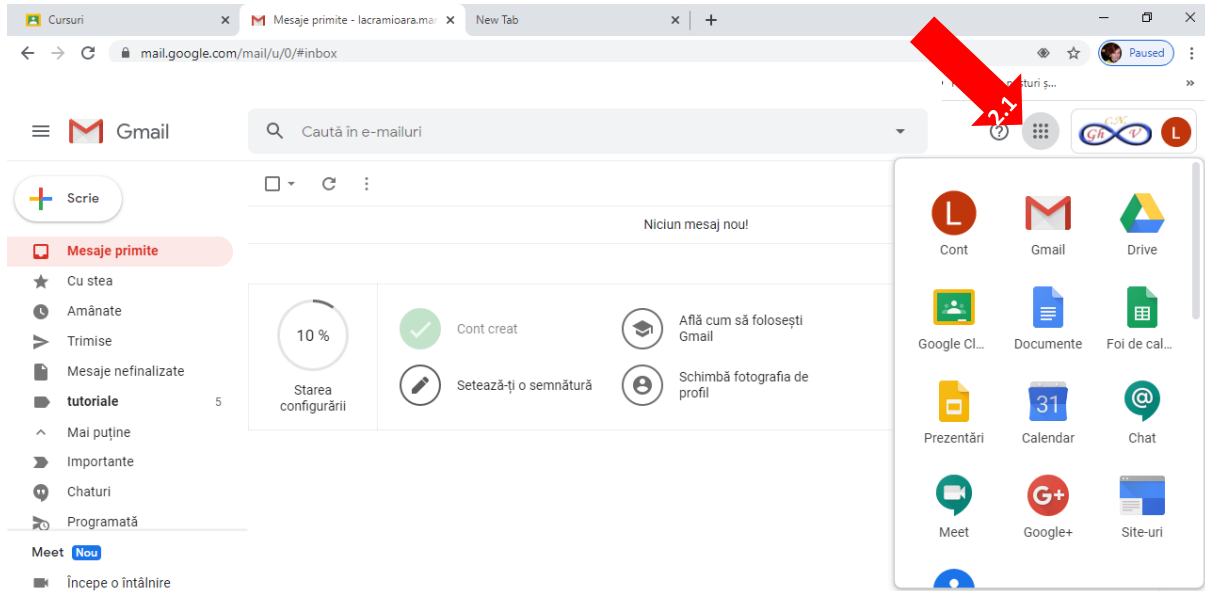 Cursuri
Mesaje primite - lacramioara.mar
New Tab
mail.google.com/mail/u/0/#inbox
Paused
2.1
Gmail
Caută în e-mailuri
C.N.
Gh V
L
Scrie
Niciun mesaj nou!
Mesaje primite
Cu stea
Amânate
Trimise
Mesaje nefinalizate
tutoriale 5
Mai puține
Importante
Chaturi
Programată
Meet Nou
Începe o întâlnire
10 %
Starea
configurării
Cont creat
Setează-ți o semnătură
Află cum să folosești
Gmail
Schimbă fotografia de
profil
L
Cont
Gmail
Drive
Google Cl...
Documente
Foi de cal...
31
Prezentări
Calendar
Chat
G+
Meet
Google+
Site-uri